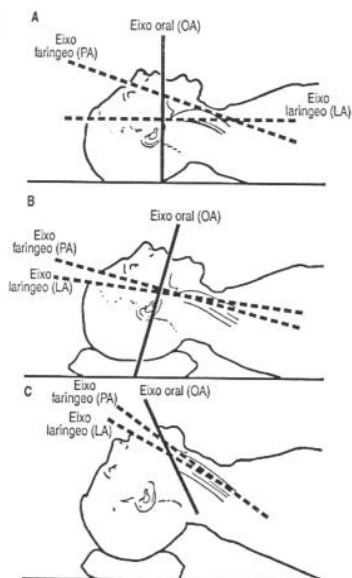 A
Eixo oral (OA)
Eixo
faríngeo (PA)
Eixo
laríngeo (LA)
B
Eixo oral (OA)
Eixo
faríngeo (PA)
Eixo
laríngeo (LA)
C
Eixo
faríngeo (PA)
Eixo oral (OA)
Eixo
laríngeo (LA)